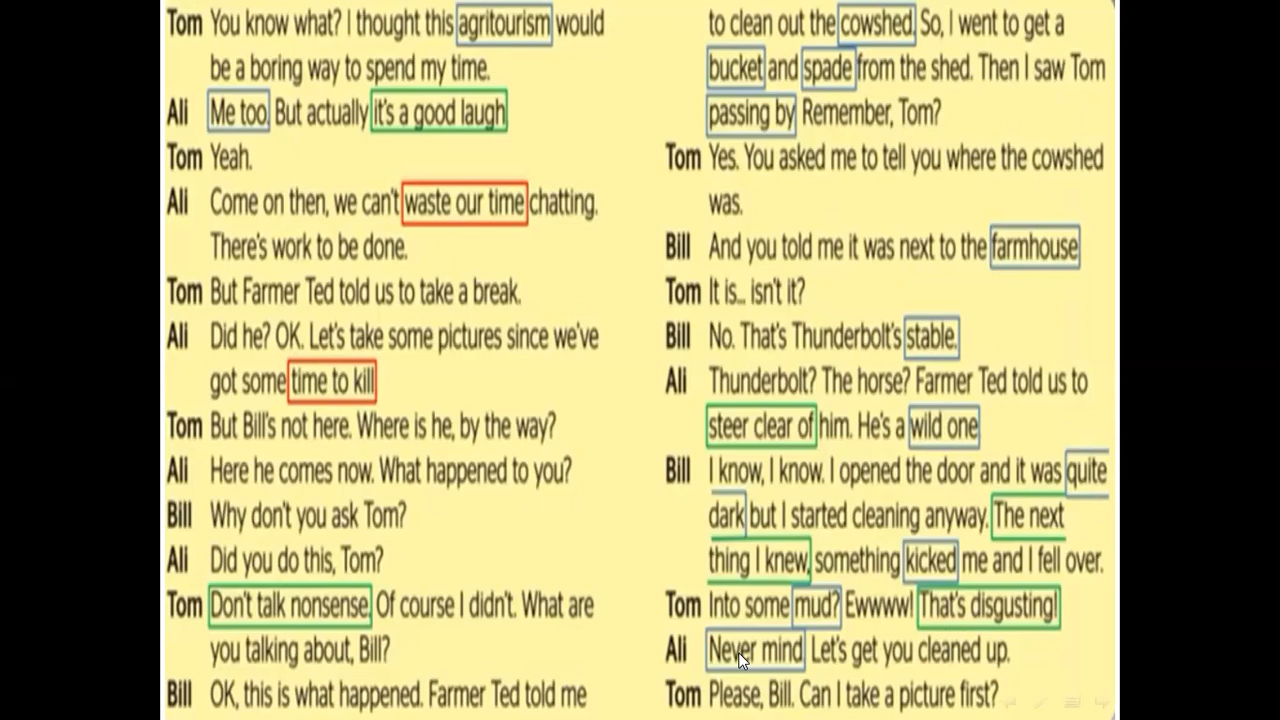 Tom You know what? I thought this agritourism would
be a boring way to spend my time.
Ali Me too. But actually it's a good laugh
Tom Yeah.
Ali Come on then, we can't waste our time chatting.
There's work to be done.
Tom But Farmer Ted told us to take a break.
Ali Did he? OK. Let's take some pictures since we've
got some time to kill
Tom But Bill's not here. Where is he, by the way?
Ali Here he comes now. What happened to you?
Bill Why don't you ask Tom?
Ali Did you do this, Tom?
Tom Don't talk nonsense. Of course I didn't. What are
you talking about, Bill?
Bill OK, this is what happened. Farmer Ted told me
to clean out the cowshed. So, I went to get a
bucket and spade from the shed. Then I saw Tom
passing by Remember, Tom?
Tom Yes. You asked me to tell you where the cowshed
was.
Bill And you told me it was next to the farmhouse
Tom It is... isn't it?
Bill No. That's Thunderbolt's stable.
Ali Thunderbolt? The horse? Farmer Ted told us to
steer clear of him. He's a wild one
Bill I know, I know. I opened the door and it was quite
dark but I started cleaning anyway. The next
thing I knew, something kicked me and I fell over.
Tom Into some mud? Ewwww! That's disgusting!
Ali Never mind Let's get you cleaned up.
Tom Please, Bill. Can I take a picture first?